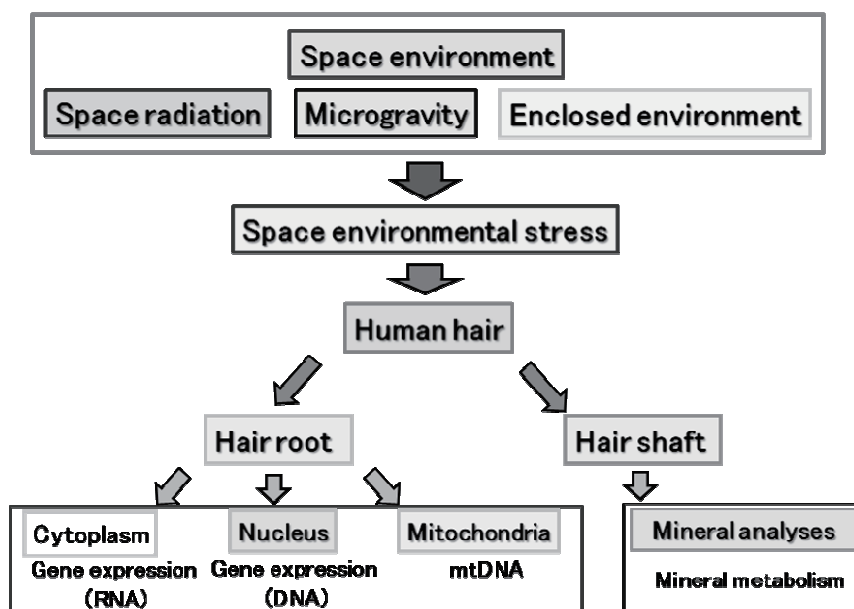 Space environment
Space radiation
Microgravity
Enclosed environment
Space environmental stress
Human hair
Hair root
Hair shaft
Cytoplasm
Nucleus
Mitochondria
Mineral analyses
Gene expression
(RNA)
Gene expression
(DNA)
mtDNA
Mineral metabolism